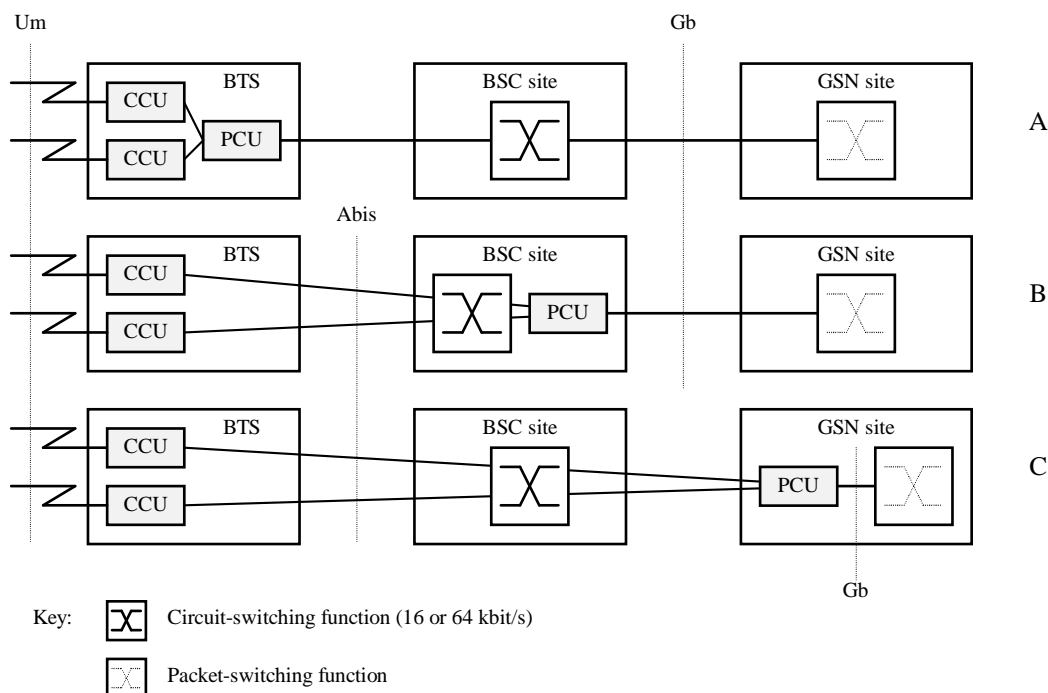 Um
Gb
BTS
BSC site
GSN site
CCU
PCU
CCU
A
Abis
BTS
BSC site
GSN site
CCU
PCU
CCU
B
BTS
BSC site
GSN site
CCU
PCU
CCU
C
Gb
Key:
Circuit-switching function (16 or 64 kbit/s)
Packet-switching function